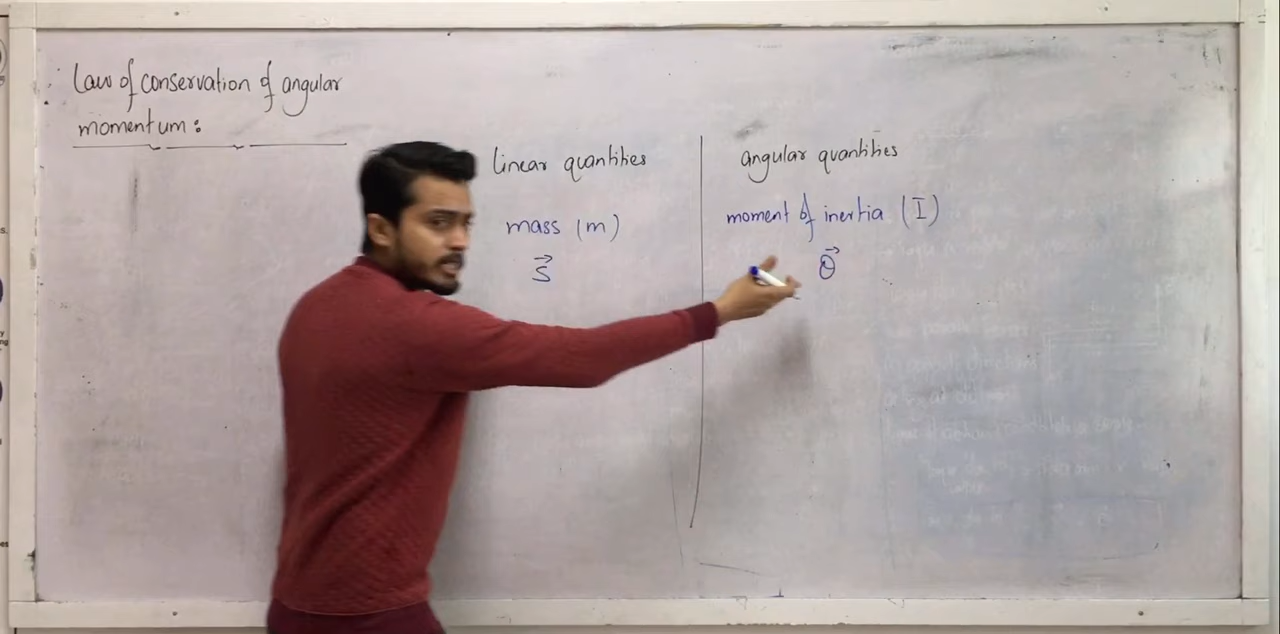 Law of conservation of angular
momentum:
linear quantities
angular quantities
mass (m)
moment of inertia (I)
s⃗
θ⃗